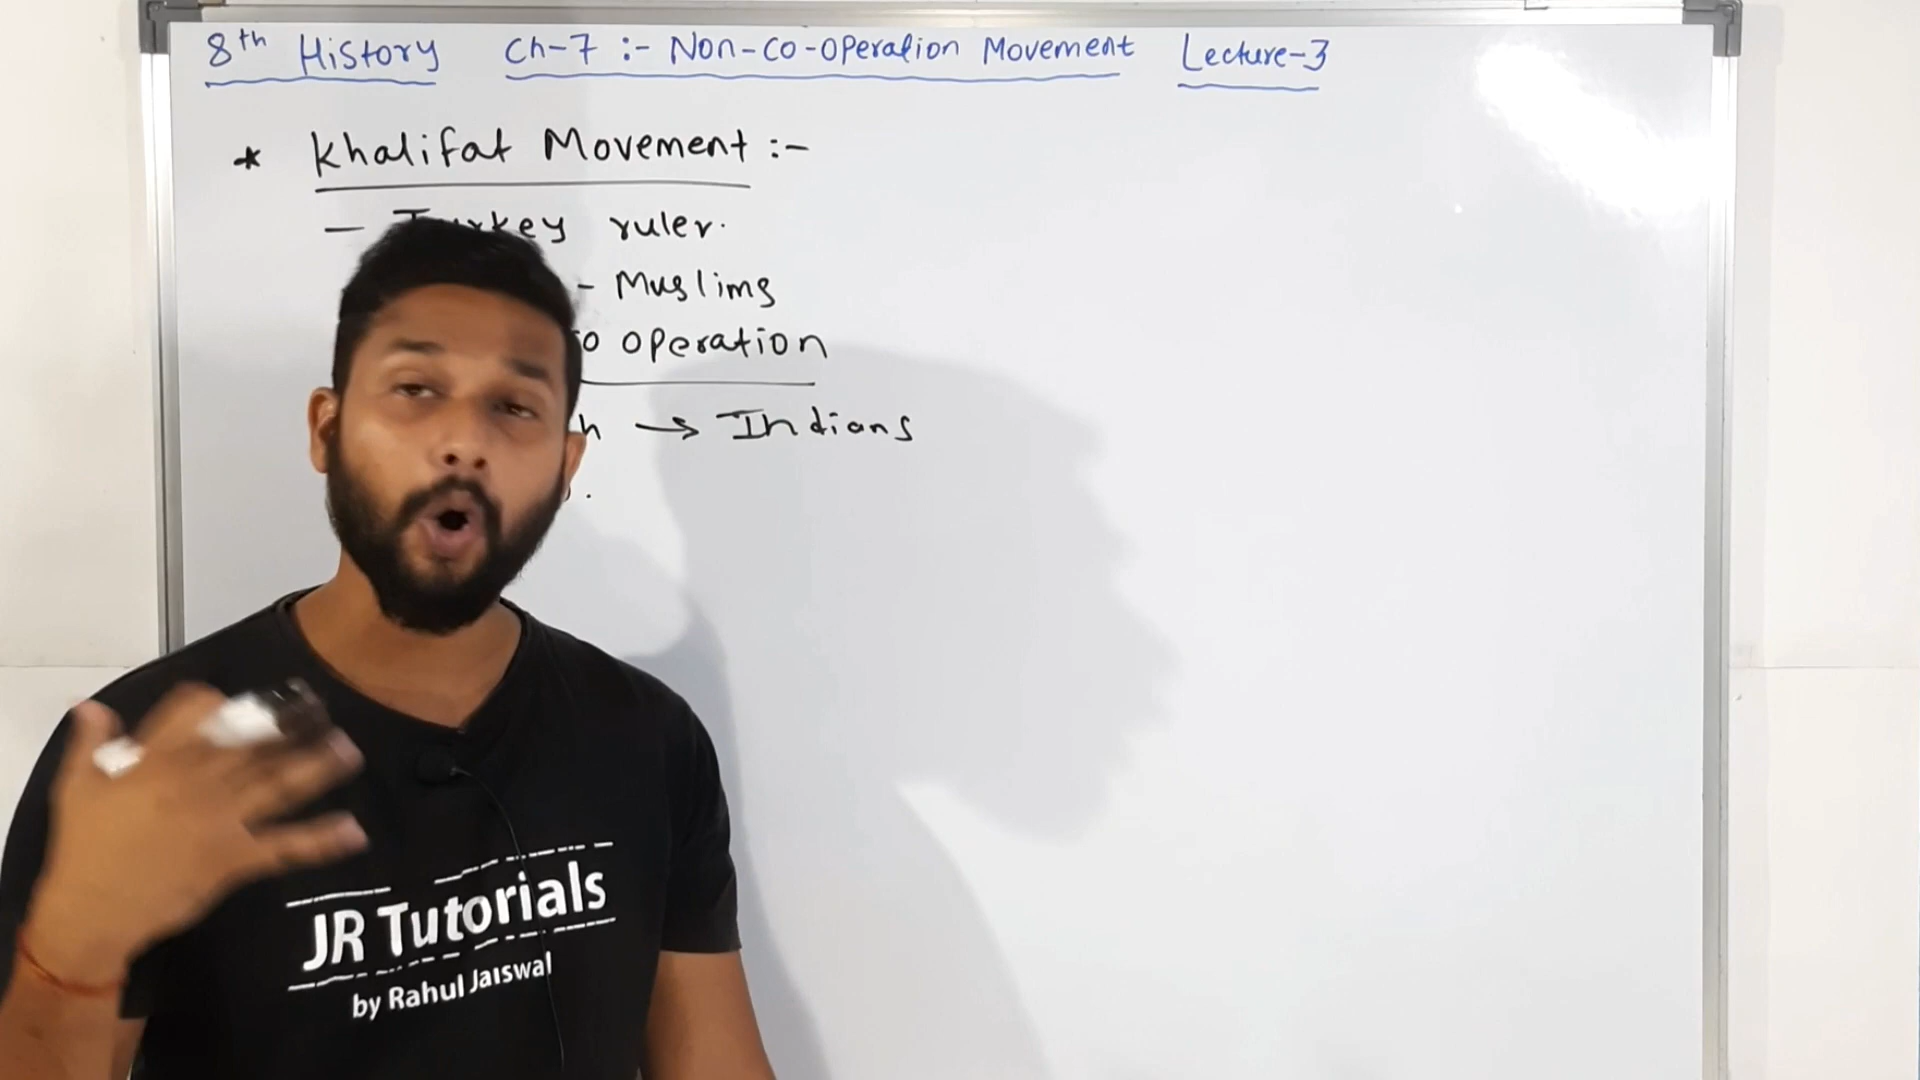 8th History Ch-7 :- Non-Co-Operation Movement Lecture-3
* Khalifat Movement :-
- Turkey ruler.
- Muslims
Operation
→ Indians
JR Tutorials
by Rahul Jaiswal